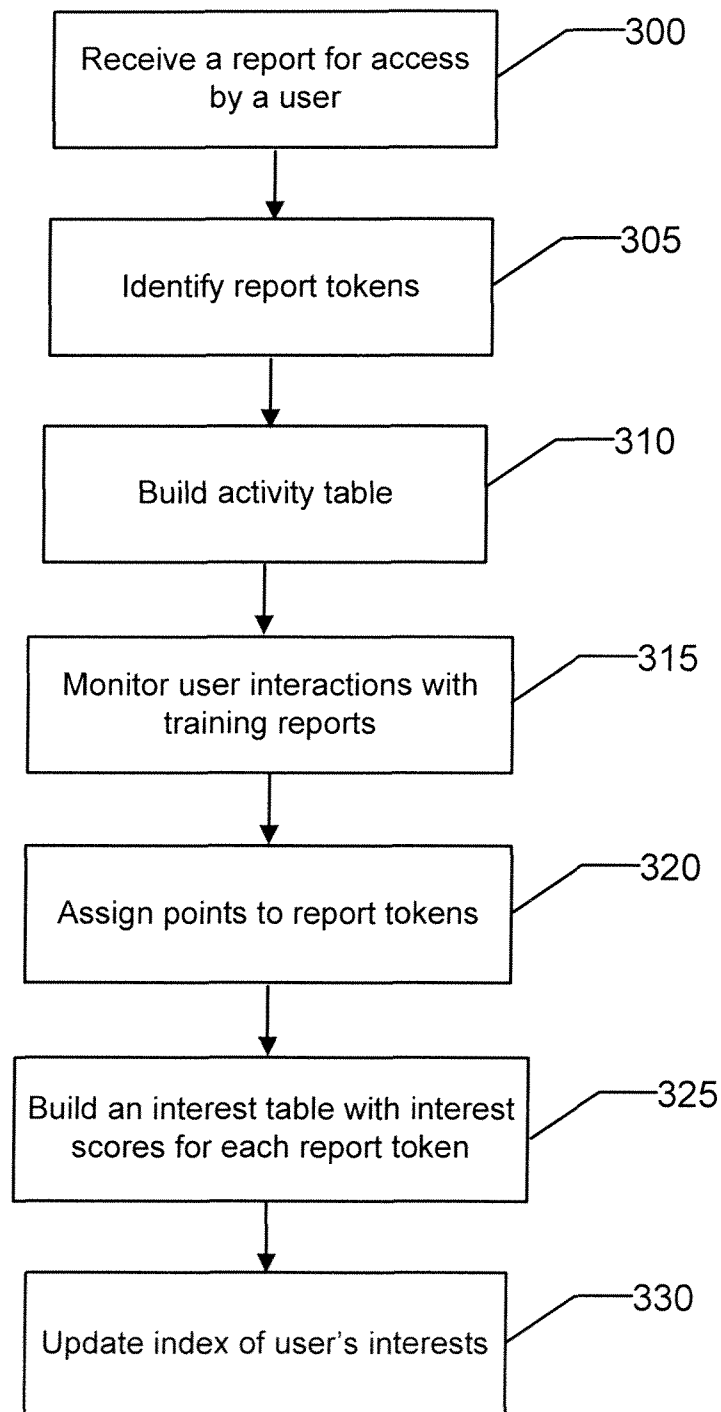 Receive a report for access
by a user
300
Identify report tokens
305
Build activity table
310
Monitor user interactions with
training reports
315
Assign points to report tokens
320
Build an interest table with interest
scores for each report token
325
Update index of user's interests
330